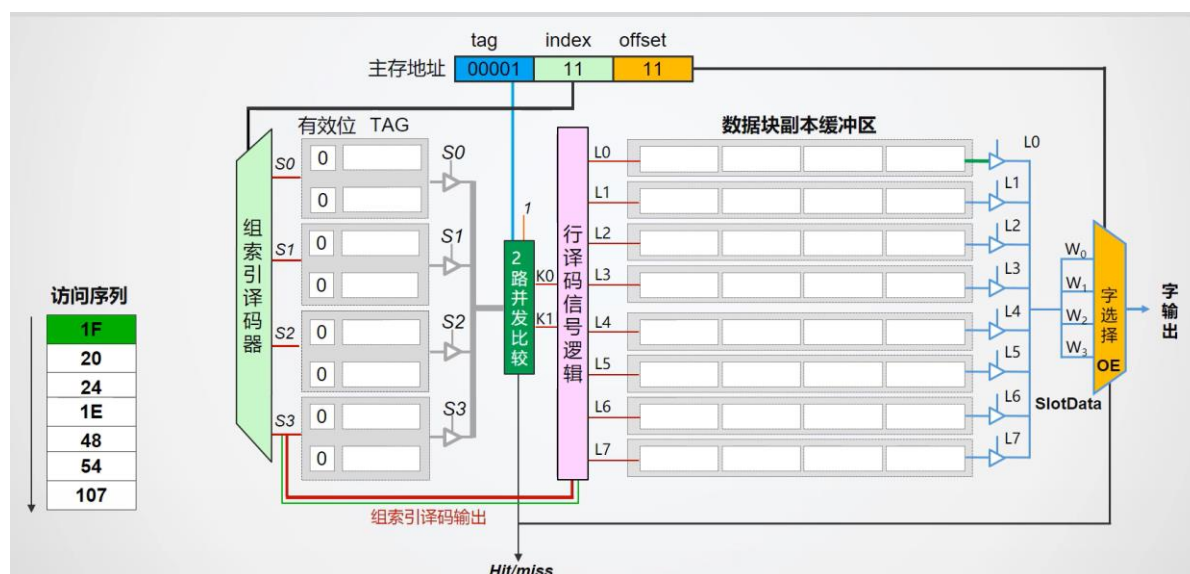 tag index offset
主存地址 00001 11 11
有效位 TAG
数据块副本缓冲区
组索引译码器
S0
S1
S2
S3
0
0
0
0
0
0
0
0
S0
S1
S2
S3
1
2路并发比较
K0
K1
行译码信号逻辑
L0
L1
L2
L3
L4
L5
L6
L7
L0
L1
L2
L3
L4
L5
L6
L7
W0
W1
W2
W3
字选择
OE
字输出
SlotData
访问序列
1F
20
24
1E
48
54
107
组索引译码输出
Hit/miss